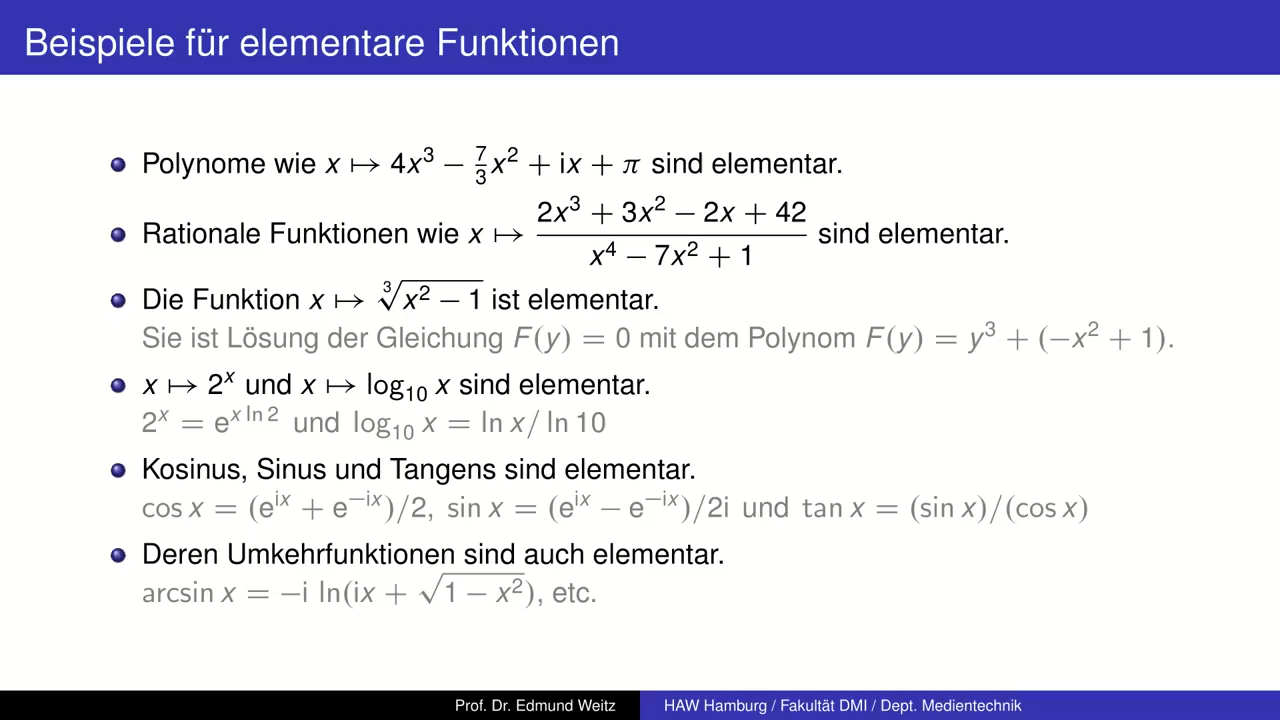 Beispiele für elementare Funktionen
Polynome wie x ↦ 4x³ − 7/3 x² + ix + π sind elementar.
Rationale Funktionen wie x ↦ (2x³ + 3x² − 2x + 42)/(x⁴ − 7x² + 1) sind elementar.
Die Funktion x ↦ ∛(x² − 1) ist elementar.
Sie ist Lösung der Gleichung F(y) = 0 mit dem Polynom F(y) = y³ + (−x² + 1).
x ↦ 2ˣ und x ↦ log₁₀ x sind elementar.
2ˣ = e^(x ln 2) und log₁₀ x = ln x/ ln 10
Kosinus, Sinus und Tangens sind elementar.
cos x = (e^(ix) + e^(−ix))/2, sin x = (e^(ix) − e^(−ix))/2i und tan x = (sin x)/(cos x)
Deren Umkehrfunktionen sind auch elementar.
arcsin x = −i ln(ix + √(1 − x²)), etc.
Prof. Dr. Edmund Weitz
HAW Hamburg / Fakultät DMI / Dept. Medientechnik